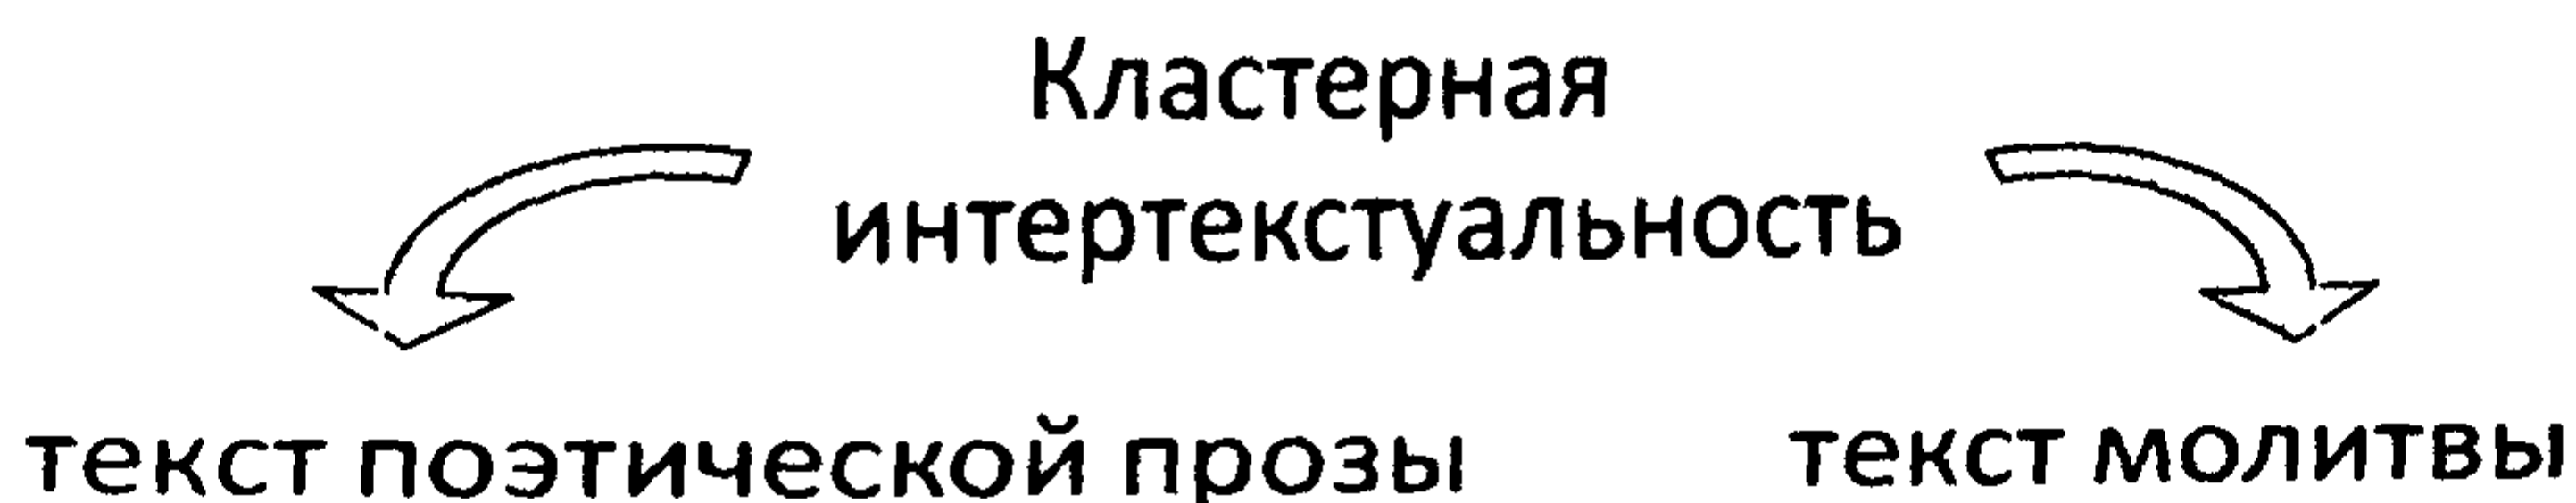 Кластерная
интертекстуальность
текст поэтической прозы текст молитвы